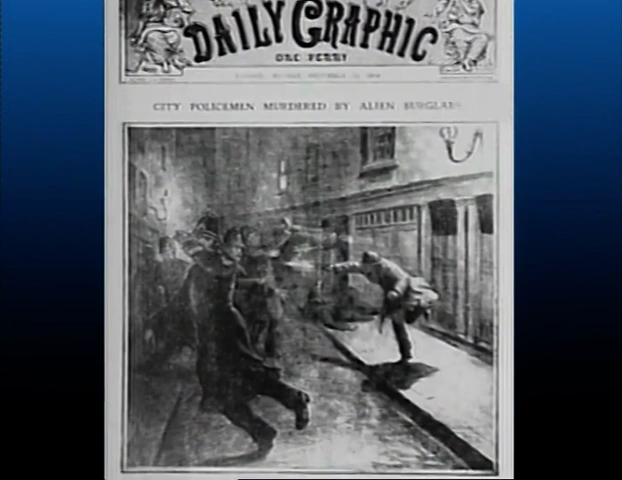 DAILY GRAPHIC
ONE PENNY
CITY POLICEMEN MURDERED BY ALIEN BURGLARS